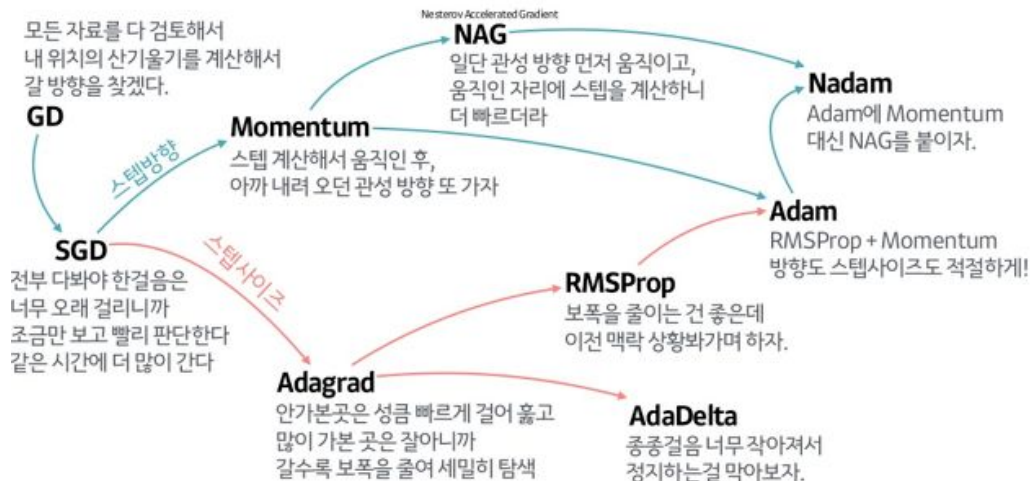 모든 자료를 다 검토해서
내 위치의 산기울기를 계산해서
갈 방향을 찾겠다.
GD
스텝방향
Momentum
스텝 계산해서 움직인 후,
아까 내려 오던 관성 방향 또 가자
Nesterov Accelerated Gradient
NAG
일단 관성 방향 먼저 움직이고,
움직인 자리에 스텝을 계산하니
더 빠르더라
Nadam
Adam에 Momentum
대신 NAG를 붙이자.
SGD
전부 다봐야 한걸음은
너무 오래 걸리니까
조금만 보고 빨리 판단한다
같은 시간에 더 많이 간다
스텝사이즈
Adagrad
안가본곳은 성큼 빠르게 걸어 훑고
많이 가본 곳은 잘아니까
갈수록 보폭을 줄여 세밀히 탐색
RMSProp
보폭을 줄이는 건 좋은데
이전 맥락 상황봐가며 하자.
Adam
RMSProp + Momentum
방향도 스텝사이즈도 적절하게!
AdaDelta
종종걸음 너무 작아져서
정지하는걸 막아보자.